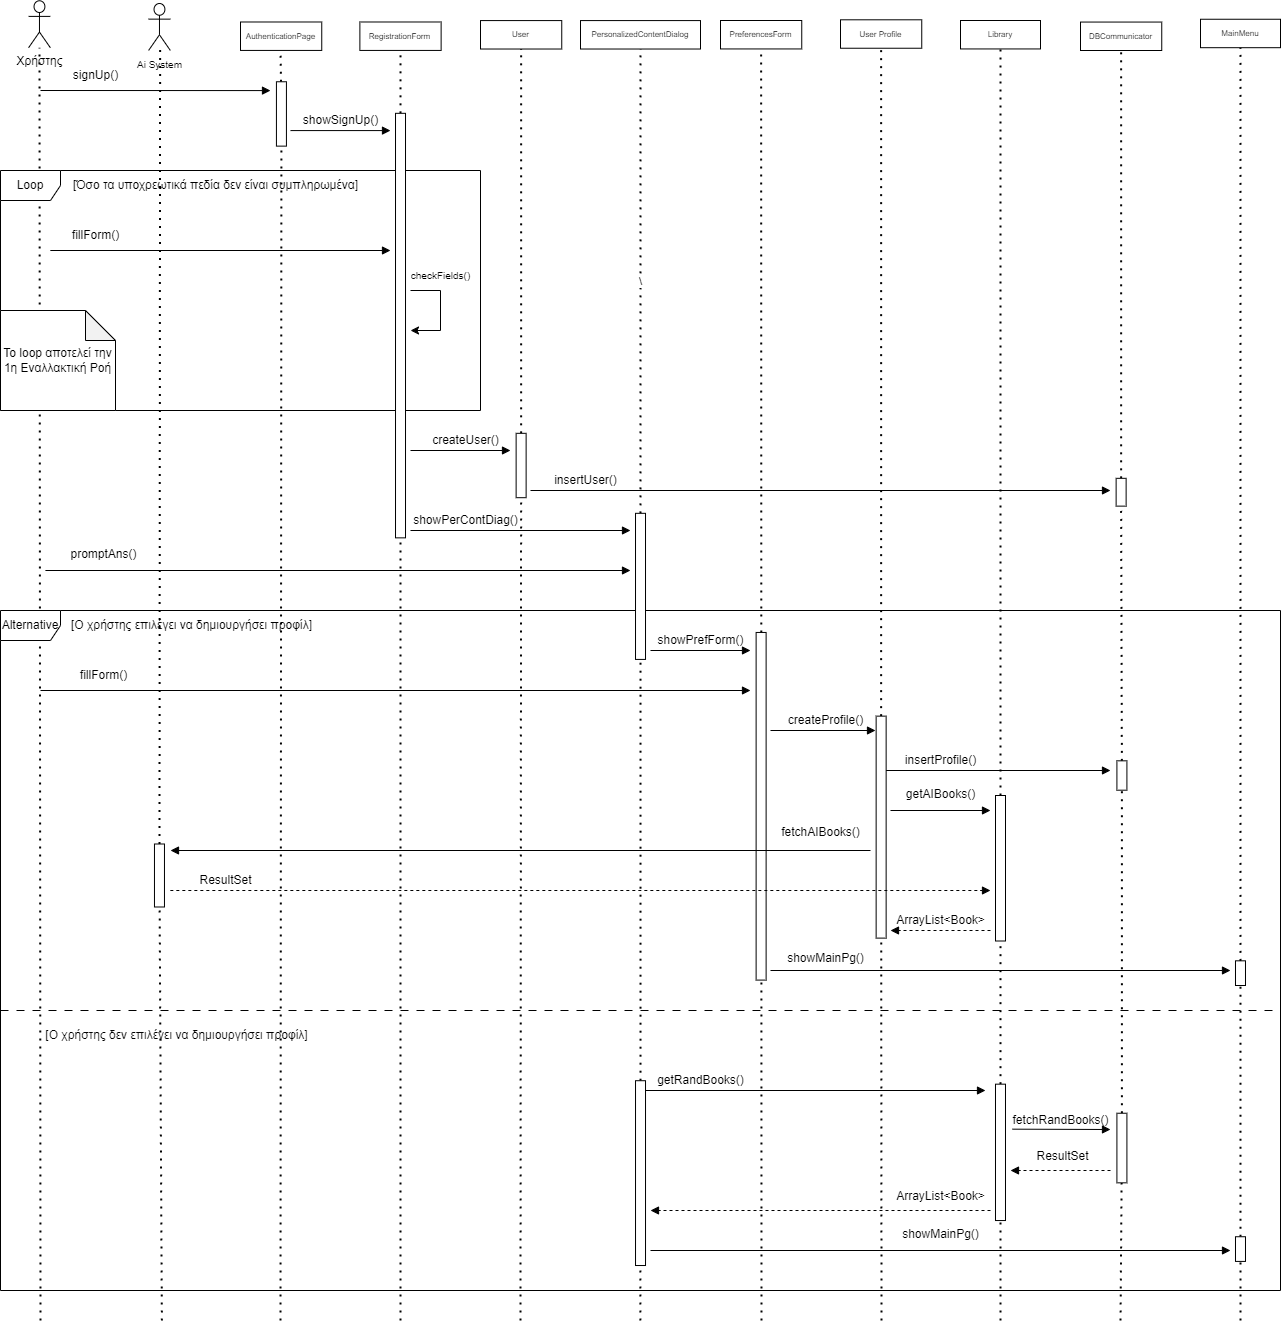 Χρήστης
Ai System
AuthenticationPage
RegistrationForm
User
PersonalizedContentDialog
PreferencesForm
User Profile
Library
DBCommunicator
MainMenu
signUp()
showSignUp()
Loop
[Όσο τα υποχρεωτικά πεδία δεν είναι συμπληρωμένα]
fillForm()
checkFields()
\
Το loop αποτελεί την
1η Εναλλακτική Ροή
createUser()
insertUser()
showPerContDiag()
promptAns()
Alternative
[Ο χρήστης επιλέγει να δημιουργήσει προφίλ]
showPrefForm()
fillForm()
createProfile()
insertProfile()
getAIBooks()
fetchAIBooks()
ResultSet
ArrayList<Book>
showMainPg()
[Ο χρήστης δεν επιλέγει να δημιουργήσει προφίλ]
getRandBooks()
fetchRandBooks()
ResultSet
ArrayList<Book>
showMainPg()